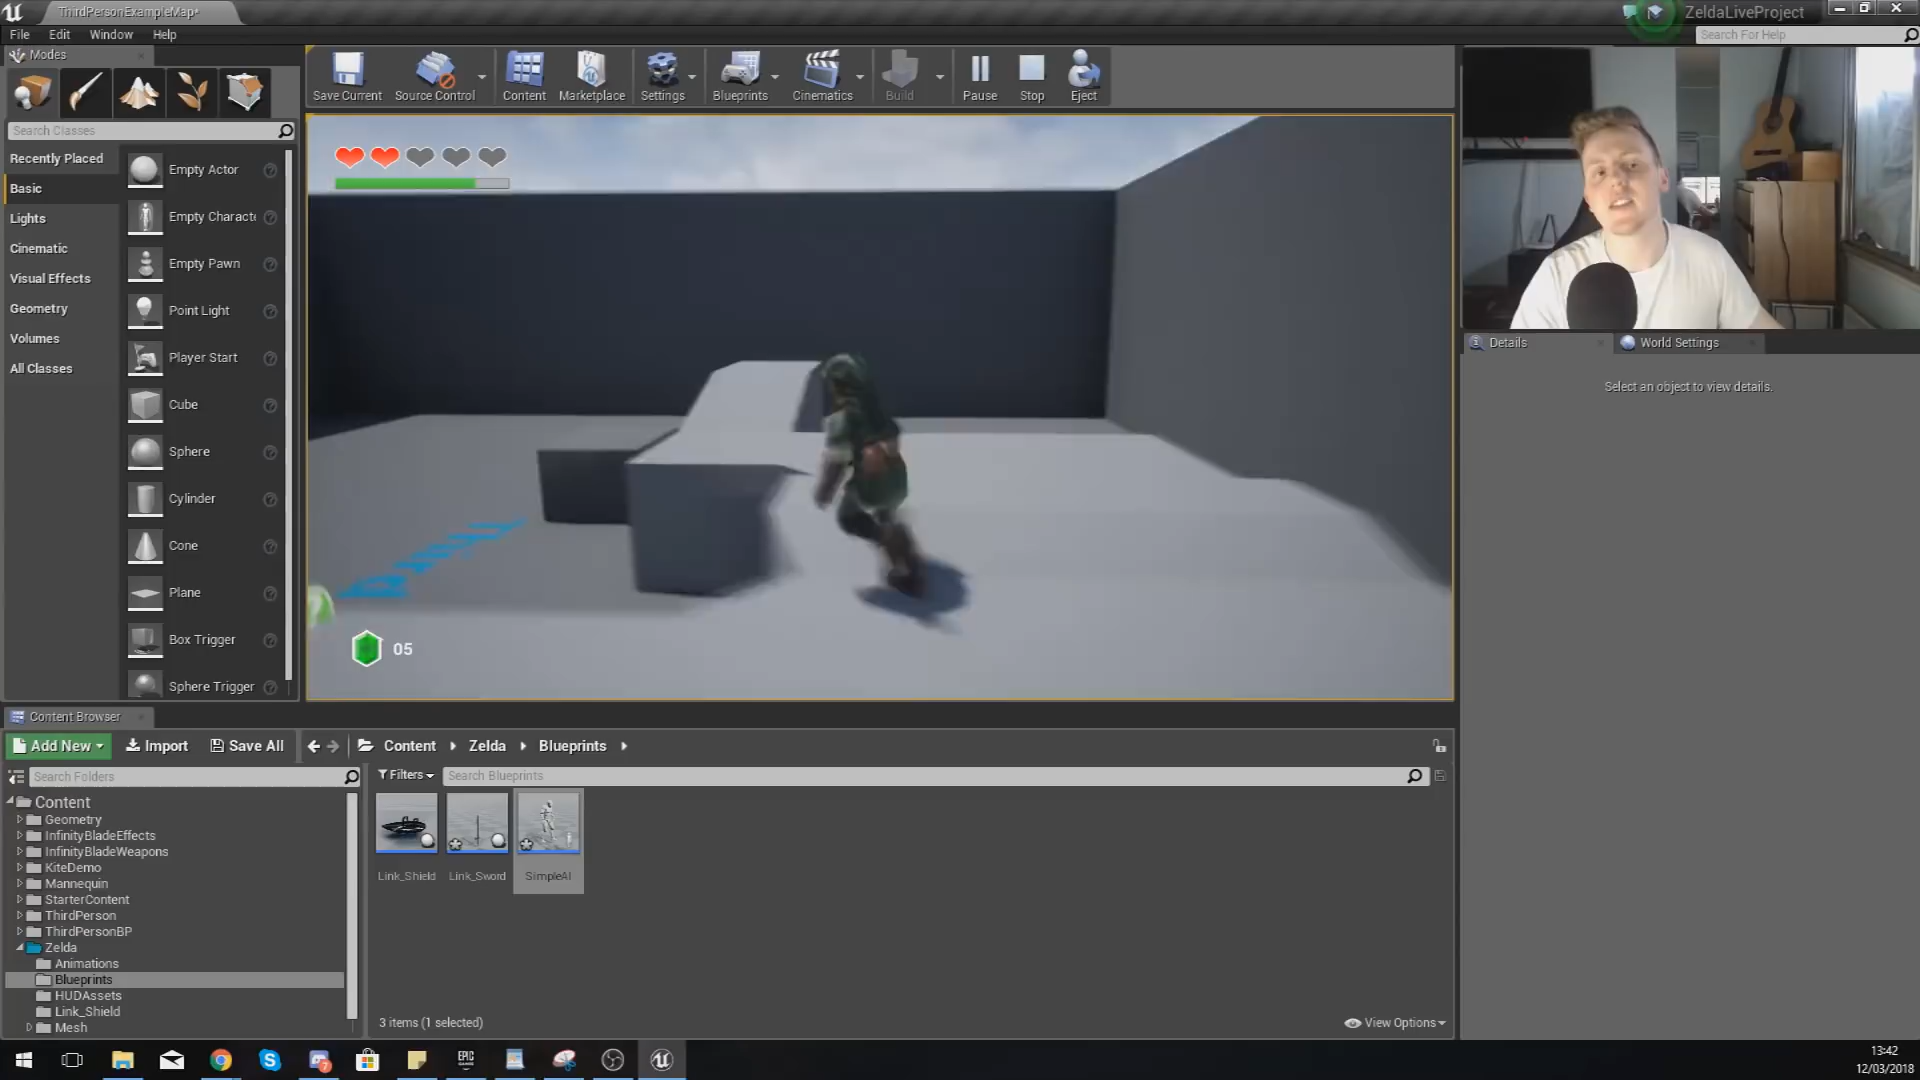 ThirdPersonExampleMap*
ZeldaLiveProject
File Edit Window Help
Search For Help
Modes
Save Current
Source Control
Content
Marketplace
Settings
Blueprints
Cinematics
Build
Pause
Stop
Eject
Search Classes
Recently Placed
Basic
Lights
Cinematic
Visual Effects
Geometry
Volumes
All Classes
Empty Actor
Empty Characte
Empty Pawn
Point Light
Player Start
Cube
Sphere
Cylinder
Cone
Plane
Box Trigger
Sphere Trigger
05
Details
World Settings
Select an object to view details.
Content Browser
Add New
Import
Save All
Content
Zelda
Blueprints
Search Folders
Filters
Search Blueprints
Content
Geometry
InfinityBladeEffects
InfinityBladeWeapons
KiteDemo
Mannequin
StarterContent
ThirdPerson
ThirdPersonBP
Zelda
Animations
Blueprints
HUDAssets
Link_Shield
Mesh
Link_Shield
Link_Sword
SimpleAI
3 items (1 selected)
View Options
EPIC
GAMES
7
13:42
12/03/2018